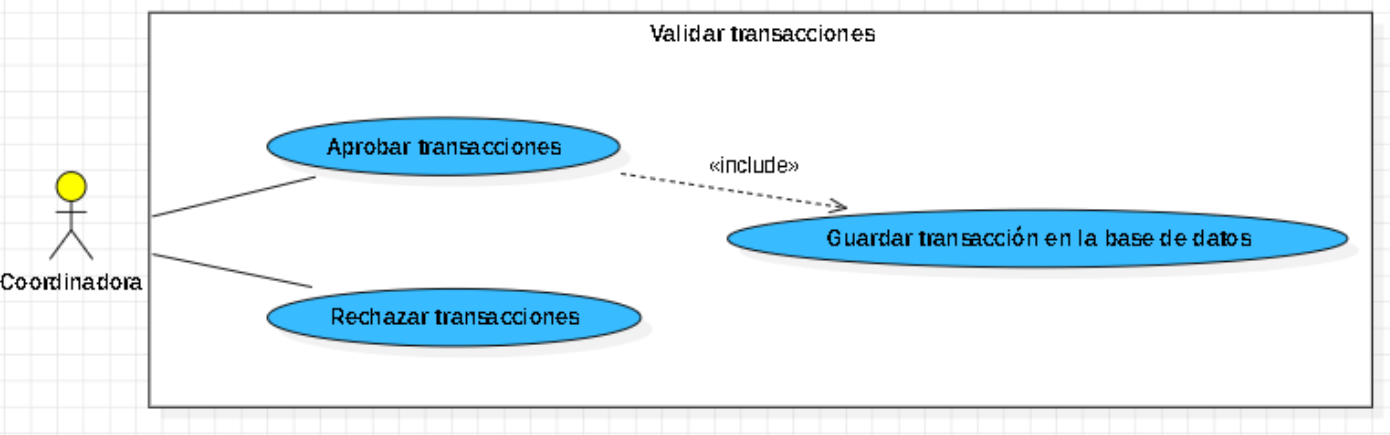 Validar transacciones
Aprobar transacciones
«include»
Guardar transacción en la base de datos
Coordinadora
Rechazar transacciones